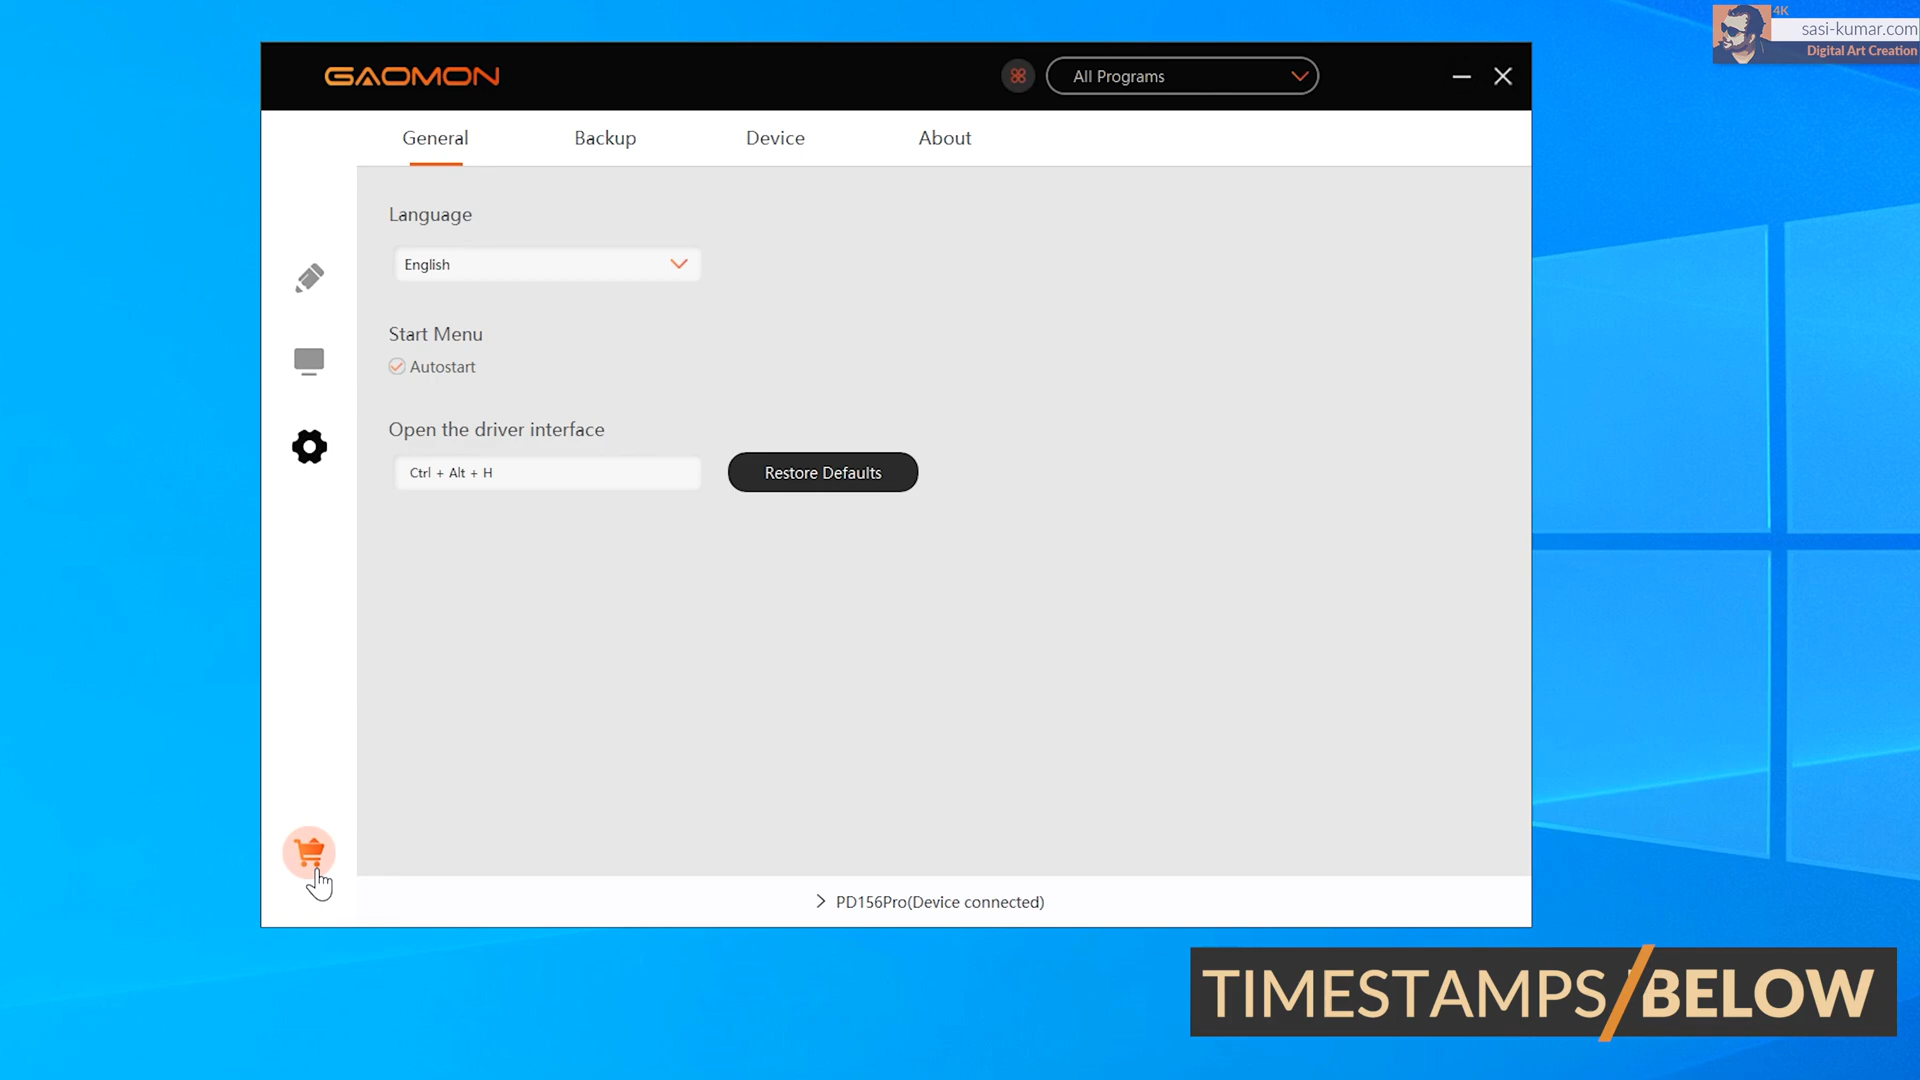 4K
sasi-kumar.com
Digital Art Creation
GAOMON
All Programs
General
Backup
Device
About
Language
English
Start Menu
Autostart
Open the driver interface
Ctrl + Alt + H
Restore Defaults
PD156Pro(Device connected)
TIMESTAMPS/BELOW